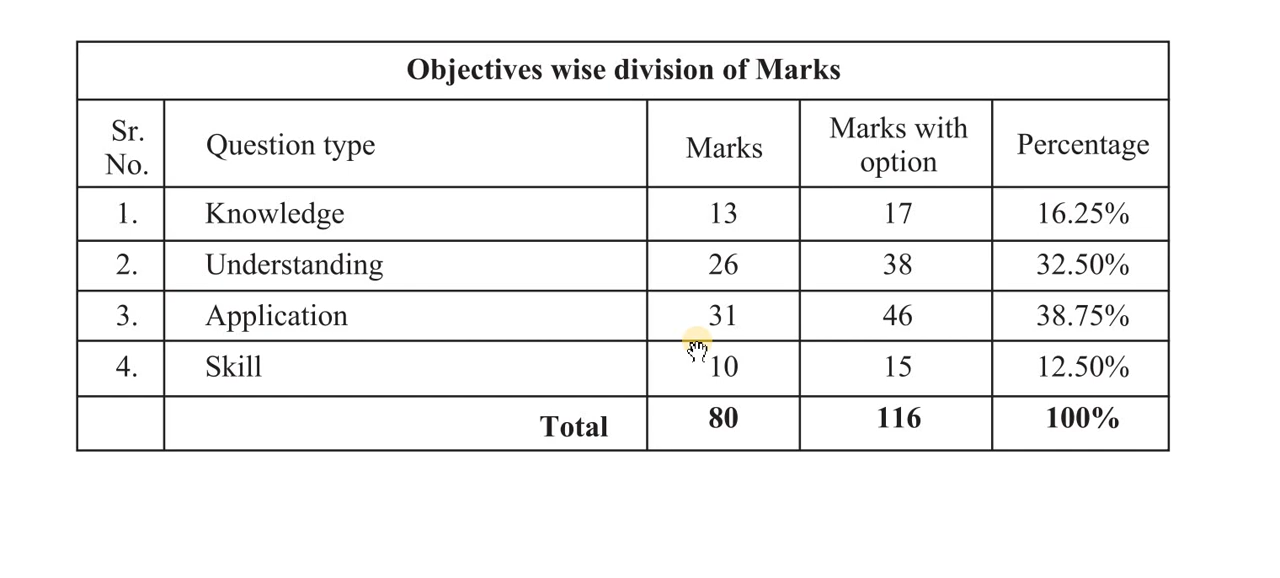 Objectives wise division of Marks
Sr. No. Question type Marks Marks with option Percentage
1. Knowledge 13 17 16.25%
2. Understanding 26 38 32.50%
3. Application 31 46 38.75%
4. Skill 10 15 12.50%
Total 80 116 100%